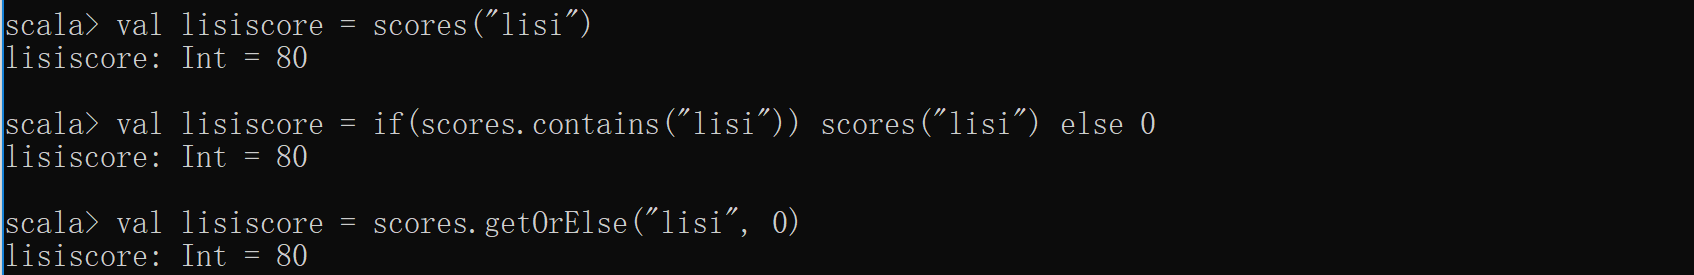 scala> val lisiscore = scores("lisi")
lisiscore: Int = 80
scala> val lisiscore = if(scores.contains("lisi")) scores("lisi") else 0
lisiscore: Int = 80
scala> val lisiscore = scores.getOrElse("lisi", 0)
lisiscore: Int = 80